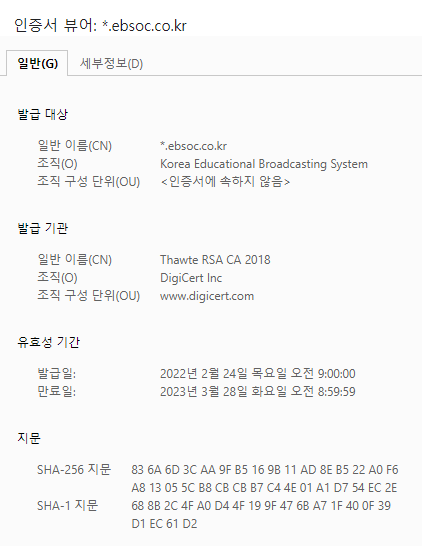 인증서 뷰어: *.ebsoc.co.kr
일반(G) 세부정보(D)
발급 대상
일반 이름(CN) *.ebsoc.co.kr
조직(O) Korea Educational Broadcasting System
조직 구성 단위(OU) <인증서에 속하지 않음>
발급 기관
일반 이름(CN) Thawte RSA CA 2018
조직(O) DigiCert Inc
조직 구성 단위(OU) www.digicert.com
유효성 기간
발급일: 2022년 2월 24일 목요일 오전 9:00:00
만료일: 2023년 3월 28일 화요일 오전 8:59:59
지문
SHA-256 지문 83 6A 6D 3C AA 9F B5 16 9B 11 AD 8E B5 22 A0 F6
A8 13 05 5C B8 CB CB B7 C4 4E 01 A1 D7 54 EC 2E
SHA-1 지문 68 8B 2C 4F A0 D4 4F 19 9F 47 6B A7 1F 40 0F 39
D1 EC 61 D2